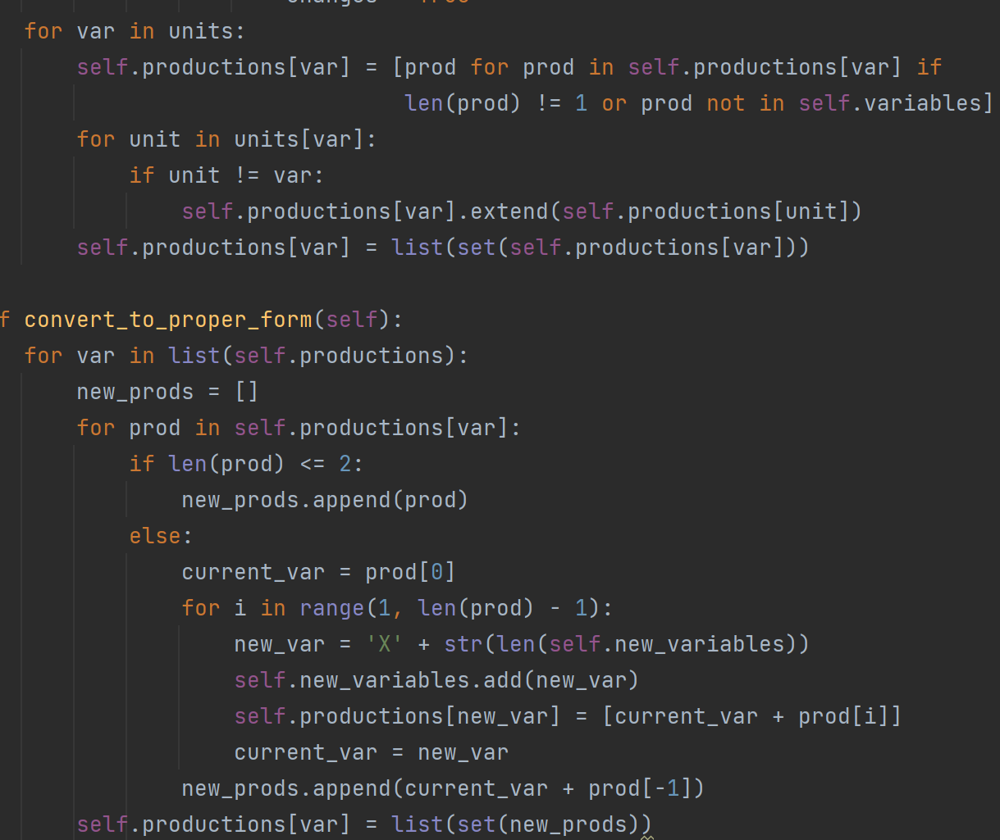 for var in units:
self.productions[var] = [prod for prod in self.productions[var] if
len(prod) != 1 or prod not in self.variables]
for unit in units[var]:
if unit != var:
self.productions[var].extend(self.productions[unit])
self.productions[var] = list(set(self.productions[var]))
f convert_to_proper_form(self):
for var in list(self.productions):
new_prods = []
for prod in self.productions[var]:
if len(prod) <= 2:
new_prods.append(prod)
else:
current_var = prod[0]
for i in range(1, len(prod) - 1):
new_var = 'X' + str(len(self.new_variables))
self.new_variables.add(new_var)
self.productions[new_var] = [current_var + prod[i]]
current_var = new_var
new_prods.append(current_var + prod[-1])
self.productions[var] = list(set(new_prods))